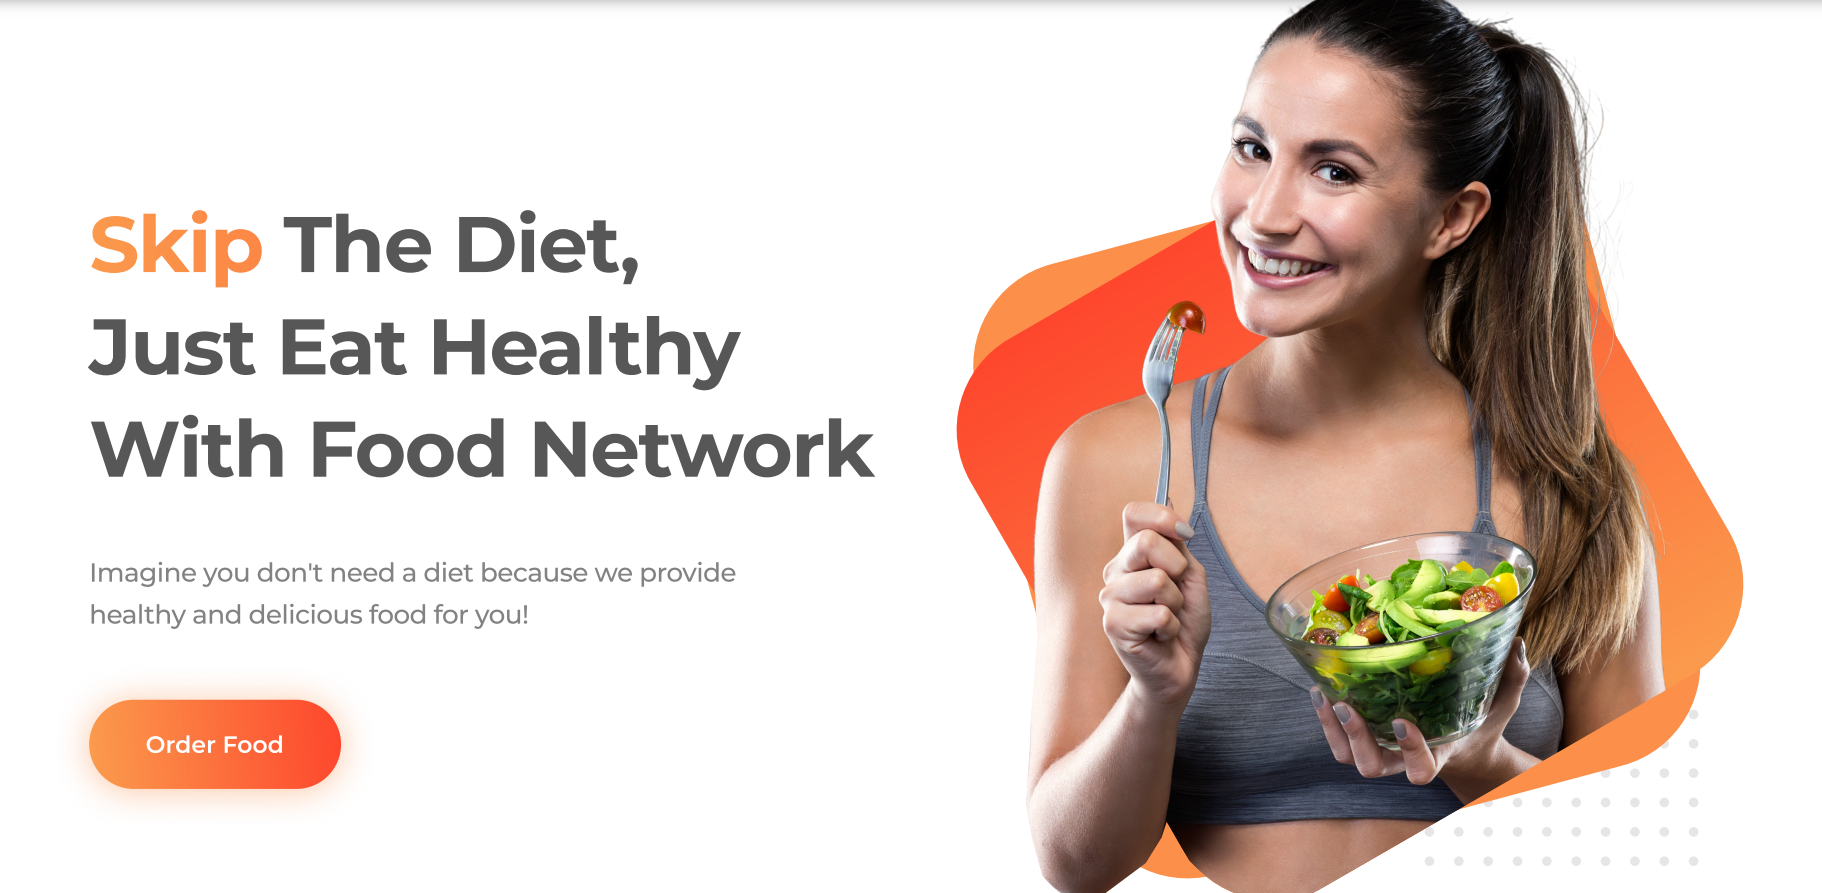 Skip The Diet,
Just Eat Healthy
With Food Network
Imagine you don't need a diet because we provide
healthy and delicious food for you!
Order Food